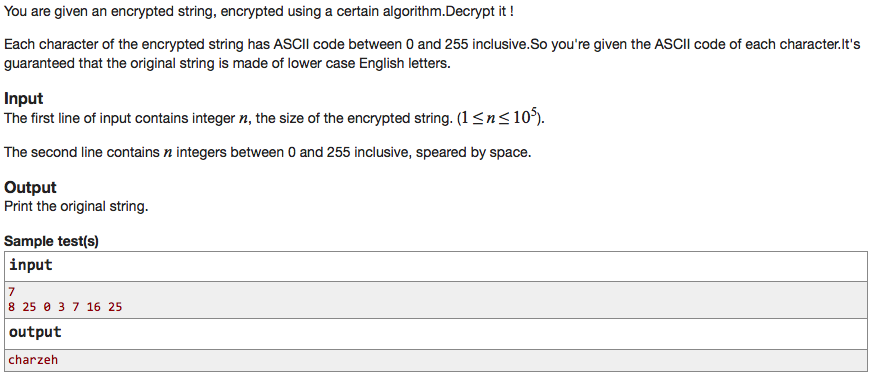 You are given an encrypted string, encrypted using a certain algorithm.Decrypt it !
Each character of the encrypted string has ASCII code between 0 and 255 inclusive.So you're given the ASCII code of each character.It's
guaranteed that the original string is made of lower case English letters.
Input
The first line of input contains integer n, the size of the encrypted string. (1 ≤ n ≤ 10⁵).
The second line contains n integers between 0 and 255 inclusive, speared by space.
Output
Print the original string.
Sample test(s)
input
7
8 25 0 3 7 16 25
output
charzeh